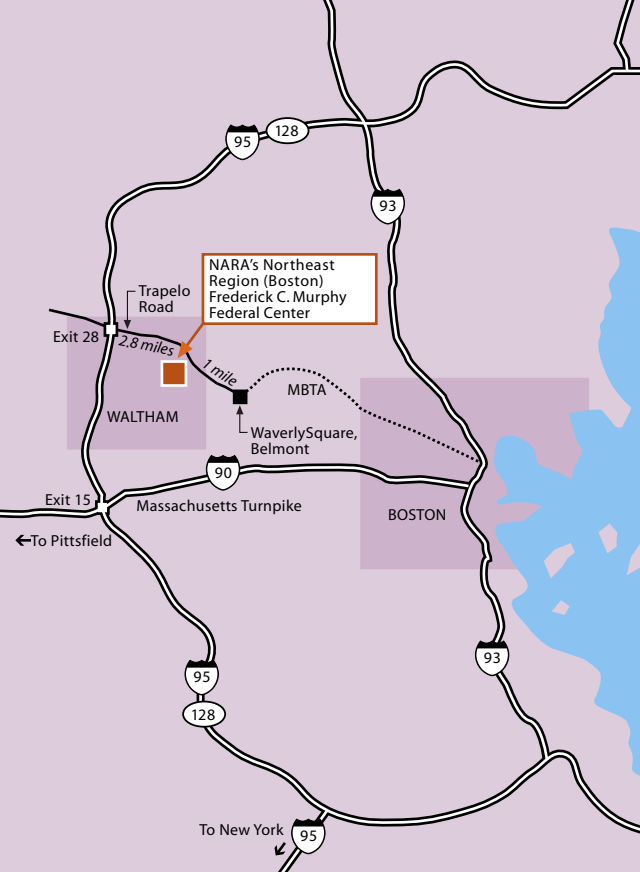 95
128
93
NARA's Northeast
Region (Boston)
Frederick C. Murphy
Federal Center
Trapelo
Road
Exit 28
2.8 miles
1 mile
MBTA
WALTHAM
WaverlySquare,
Belmont
90
Exit 15
Massachusetts Turnpike
BOSTON
To Pittsfield
93
95
128
To New York
95